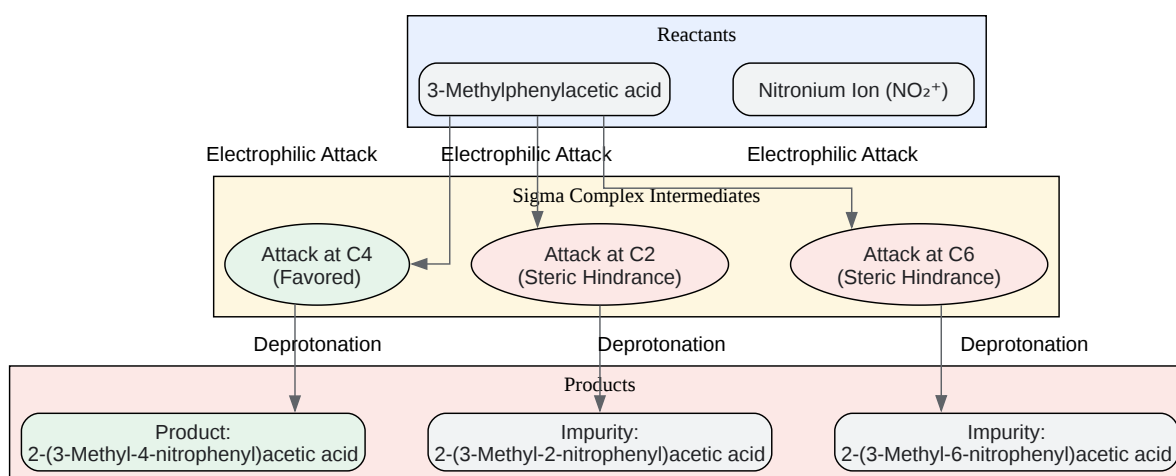 Reactants
3-Methylphenylacetic acid
Nitronium Ion (NO₂⁺)
Electrophilic Attack
Electrophilic Attack
Electrophilic Attack
Sigma Complex Intermediates
Attack at C4
(Favored)
Attack at C2
(Steric Hindrance)
Attack at C6
(Steric Hindrance)
Deprotonation
Deprotonation
Deprotonation
Products
Product:
2-(3-Methyl-4-nitrophenyl)acetic acid
Impurity:
2-(3-Methyl-2-nitrophenyl)acetic acid
Impurity:
2-(3-Methyl-6-nitrophenyl)acetic acid